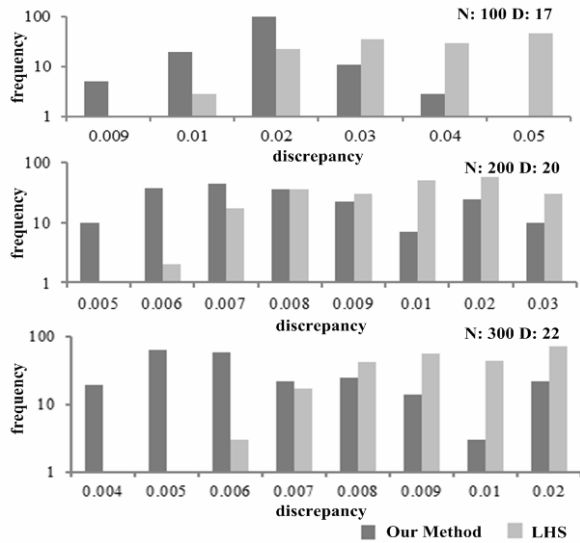 100
N: 100 D: 17
frequency
10
1
0.009 0.01 0.02 0.03 0.04 0.05
discrepancy
100
N: 200 D: 20
frequency
10
1
0.005 0.006 0.007 0.008 0.009 0.01 0.02 0.03
discrepancy
N: 300 D: 22
100
frequency
10
1
0.004 0.005 0.006 0.007 0.008 0.009 0.01 0.02
discrepancy
Our Method LHS